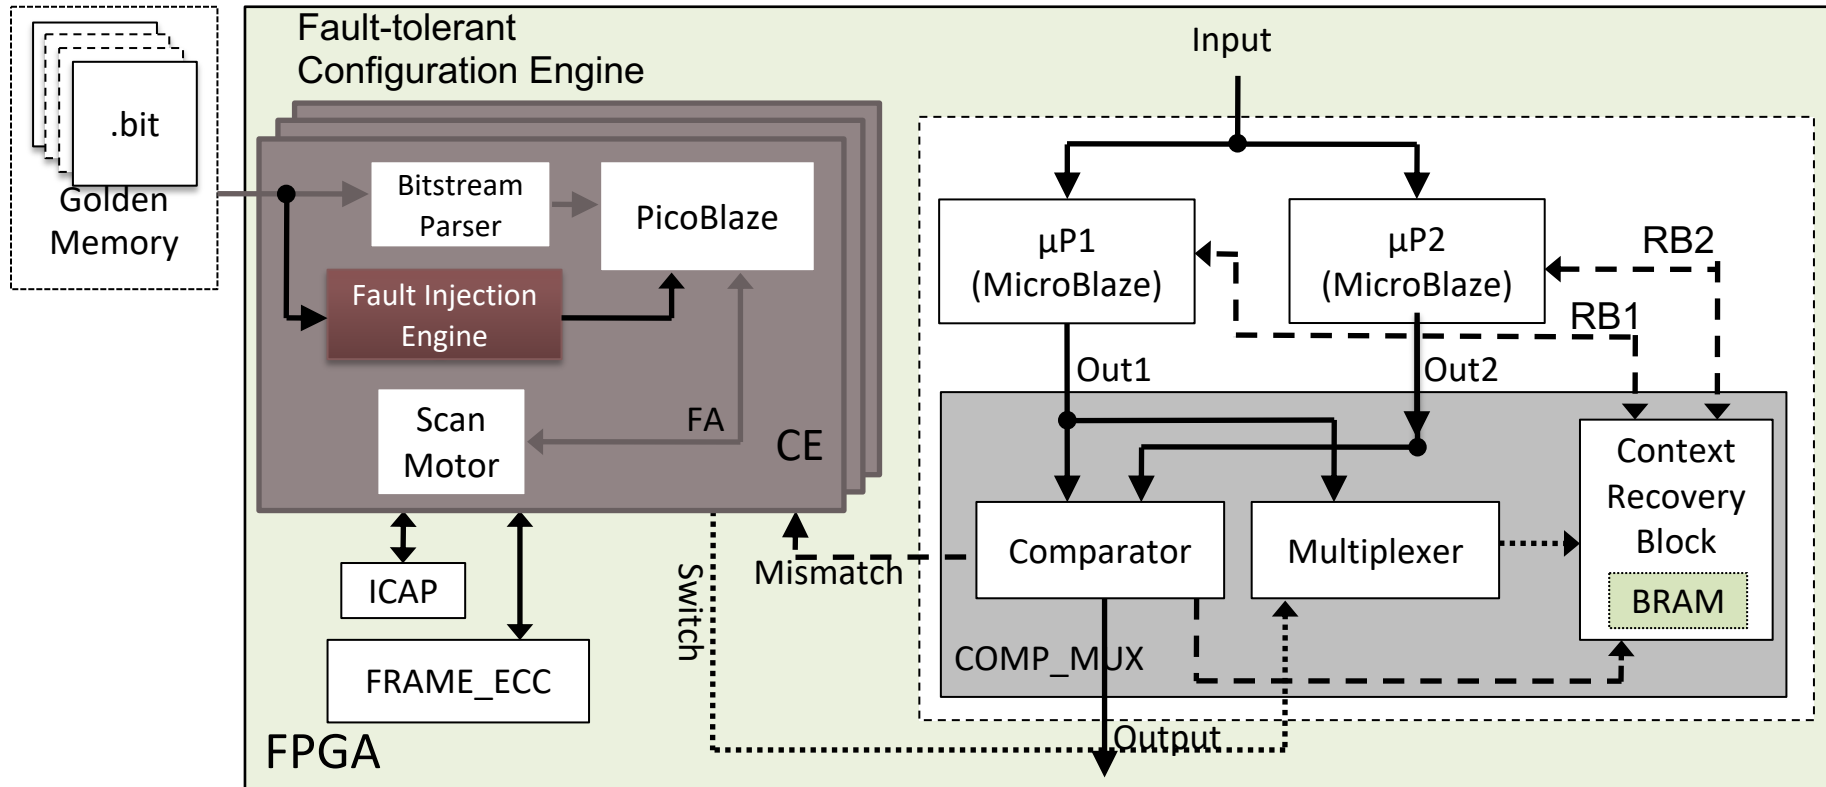 Fault-tolerant
Configuration Engine
Input
.bit
Golden
Memory
Bitstream
Parser
PicoBlaze
Fault Injection
Engine
Scan
Motor
FA
CE
µP1
(MicroBlaze)
µP2
(MicroBlaze)
RB2
RB1
Out1
Out2
Context
Recovery
Block
BRAM
Comparator
Multiplexer
Mismatch
Switch
ICAP
FRAME_ECC
COMP_MUX
Output
FPGA